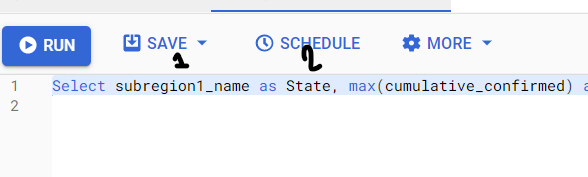 RUN SAVE SCHEDULE MORE
1 2
1 Select subregion1_name as State, max(cumulative_confirmed) a
2